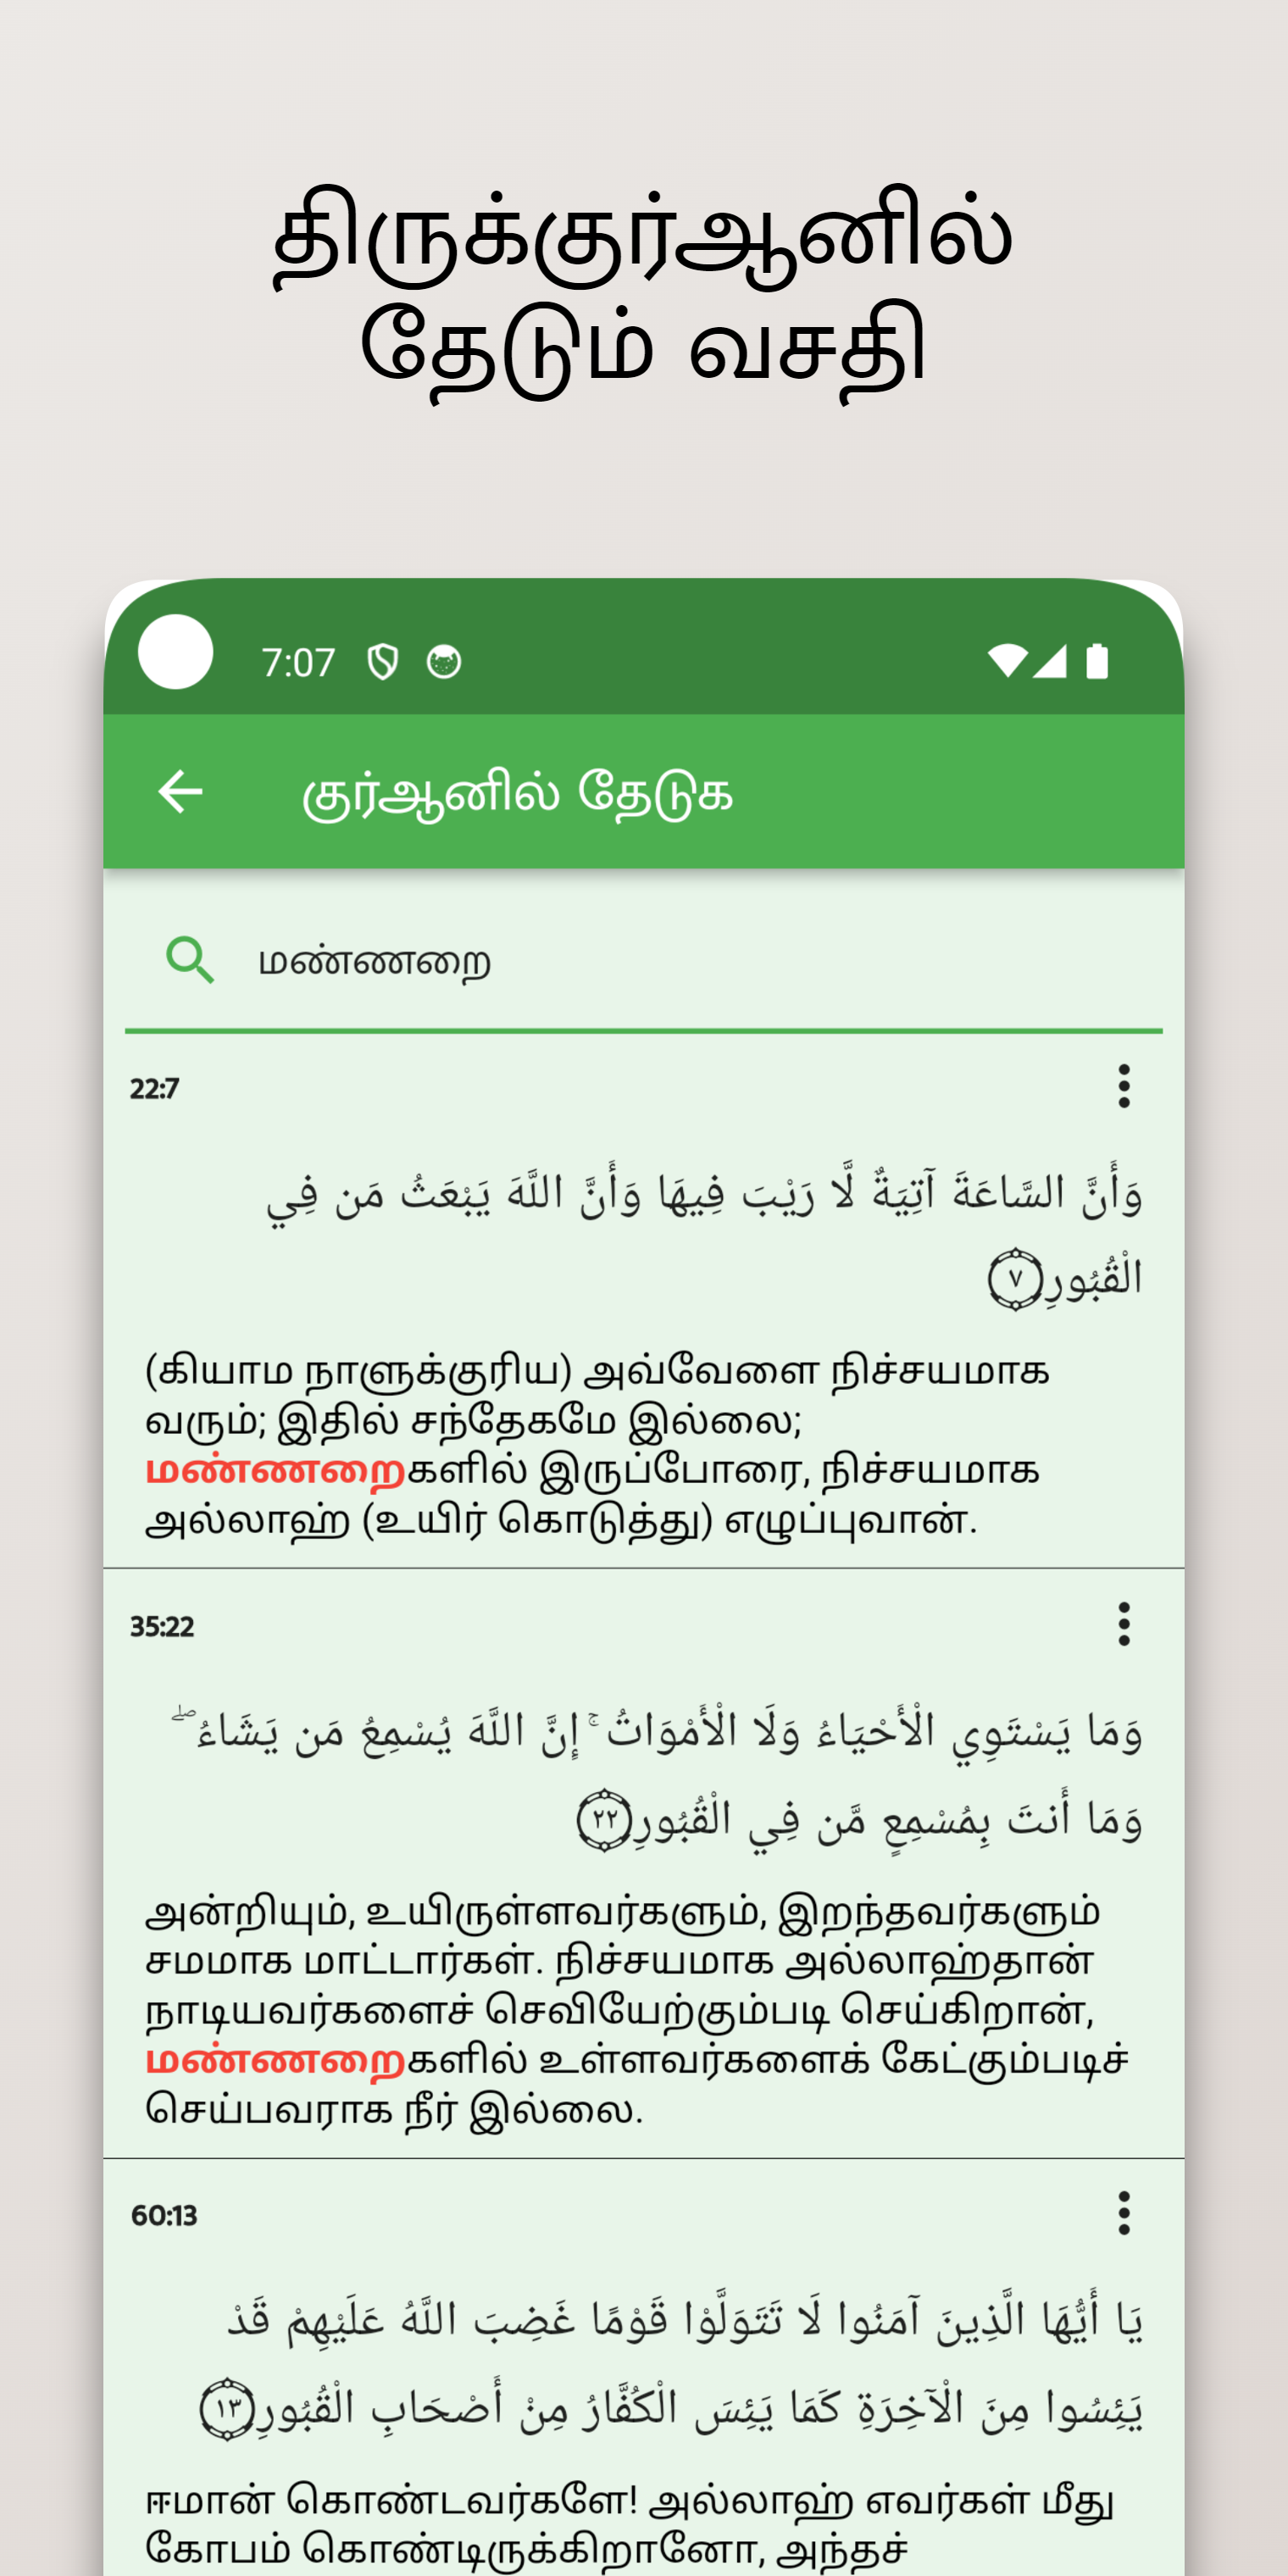 திருக்குர்ஆனில்
தேடும் வசதி
7:07
குர்ஆனில் தேடுக
மண்ணறை
22:7
وَأَنَّ السَّاعَةَ آتِيَةٌ لَّا رَيْبَ فِيهَا وَأَنَّ اللَّهَ يَبْعَثُ مَن فِي
الْقُبُورِ ٧
(கியாம நாளுக்குரிய) அவ்வேளை நிச்சயமாக
வரும்; இதில் சந்தேகமே இல்லை;
மண்ணறைகளில் இருப்போரை, நிச்சயமாக
அல்லாஹ் (உயிர் கொடுத்து) எழுப்புவான்.
35:22
وَمَا يَسْتَوِي الْأَحْيَاءُ وَلَا الْأَمْوَاتُ ۚ إِنَّ اللَّهَ يُسْمِعُ مَن يَشَاءُ ۖ
وَمَا أَنتَ بِمُسْمِعٍ مَّن فِي الْقُبُورِ ٢٢
அன்றியும், உயிருள்ளவர்களும், இறந்தவர்களும்
சமமாக மாட்டார்கள். நிச்சயமாக அல்லாஹ்தான்
நாடியவர்களைச் செவியேற்கும்படி செய்கிறான்,
மண்ணறைகளில் உள்ளவர்களைக் கேட்கும்படிச்
செய்பவராக நீர் இல்லை.
60:13
يَا أَيُّهَا الَّذِينَ آمَنُوا لَا تَتَوَلَّوْا قَوْمًا غَضِبَ اللَّهُ عَلَيْهِمْ قَدْ
يَئِسُوا مِنَ الْآخِرَةِ كَمَا يَئِسَ الْكُفَّارُ مِنْ أَصْحَابِ الْقُبُورِ ١٣
ஈமான் கொண்டவர்களே! அல்லாஹ் எவர்கள் மீது
கோபம் கொண்டிருக்கிறானோ, அந்தச்